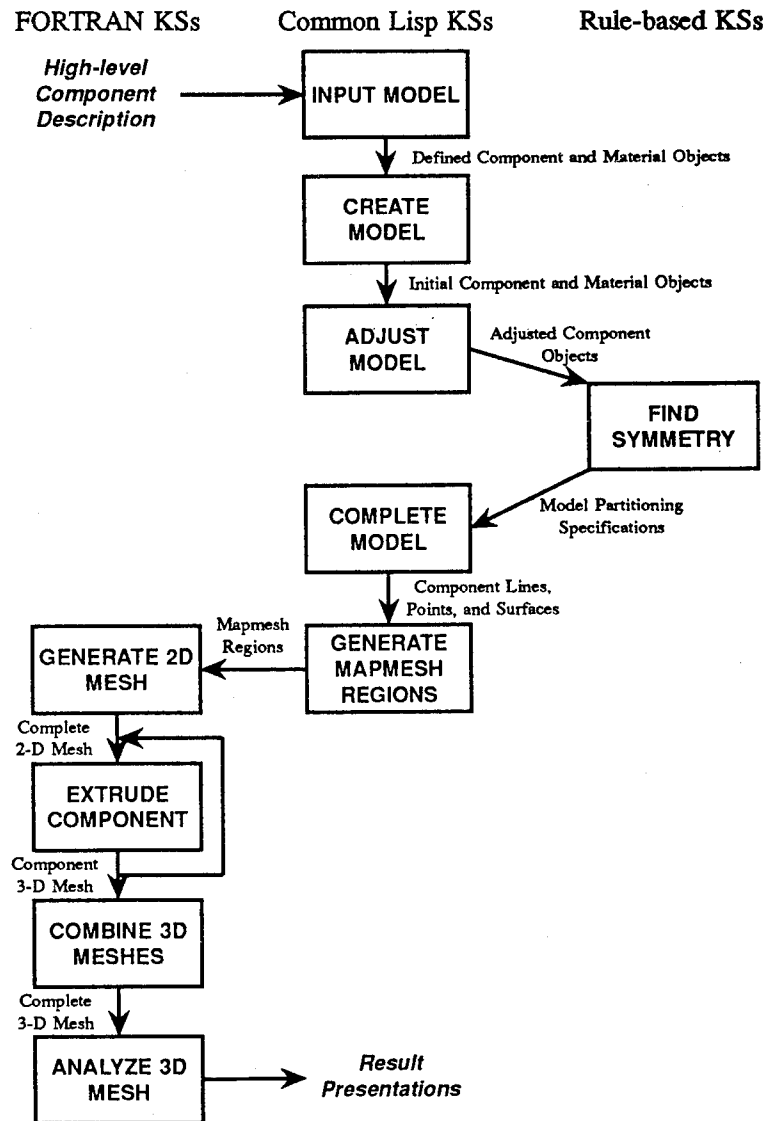 FORTRAN KSs
Common Lisp KSs
Rule-based KSs
High-level
Component
Description
INPUT MODEL
Defined Component and Material Objects
CREATE
MODEL
Initial Component and Material Objects
ADJUST
MODEL
Adjusted Component
Objects
FIND
SYMMETRY
Model Partitioning
Specifications
COMPLETE
MODEL
Component Lines,
Points, and Surfaces
GENERATE
MAPMESH
REGIONS
Mapmesh
Regions
GENERATE 2D
MESH
Complete
2-D Mesh
EXTRUDE
COMPONENT
Component
3-D Mesh
COMBINE 3D
MESHES
Complete
3-D Mesh
ANALYZE 3D
MESH
Result
Presentations